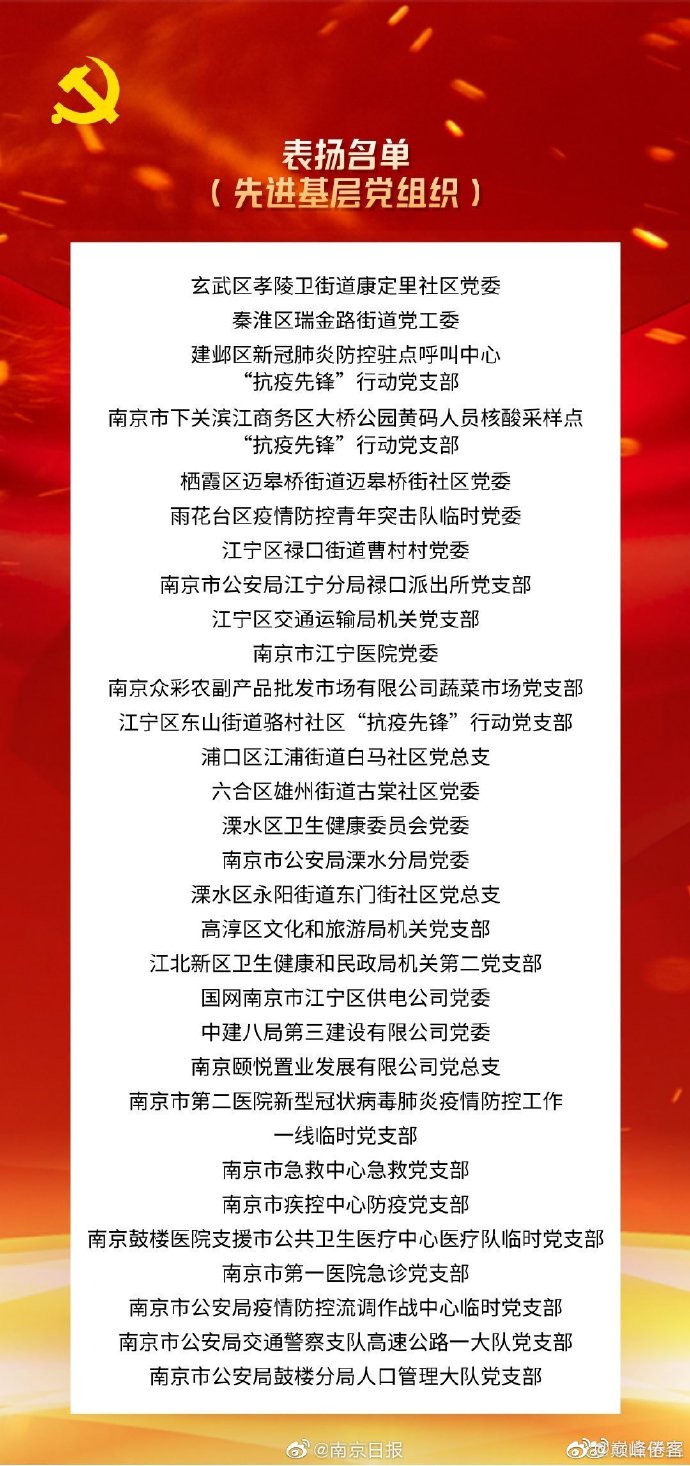 表扬名单
（先进基层党组织）
玄武区孝陵卫街道康定里社区党委
秦淮区瑞金路街道党工委
建邺区新冠肺炎防控驻点呼叫中心
“抗疫先锋”行动党支部
南京市下关滨江商务区大桥公园黄码人员核酸采样点
“抗疫先锋”行动党支部
栖霞区迈皋桥街道迈皋桥街社区党委
雨花台区疫情防控青年突击队临时党委
江宁区禄口街道曹村村党委
南京市公安局江宁分局禄口派出所党支部
江宁区交通运输局机关党支部
南京市江宁医院党委
南京众彩农副产品批发市场有限公司蔬菜市场党支部
江宁区东山街道骆村社区“抗疫先锋”行动党支部
浦口区江浦街道白马社区党总支
六合区雄州街道古棠社区党委
溧水区卫生健康委员会党委
南京市公安局溧水分局党委
溧水区永阳街道东门街社区党总支
高淳区文化和旅游局机关党支部
江北新区卫生健康和民政局机关第二党支部
国网南京市江宁区供电公司党委
中建八局第三建设有限公司党委
南京颐悦置业发展有限公司党总支
南京市第二医院新型冠状病毒肺炎疫情防控工作
一线临时党支部
南京市急救中心急救党支部
南京市疾控中心防疫党支部
南京鼓楼医院支援市公共卫生医疗中心医疗队临时党支部
南京市第一医院急诊党支部
南京市公安局疫情防控流调作战中心临时党支部
南京市公安局交通警察支队高速公路一大队党支部
南京市公安局鼓楼分局人口管理大队党支部
@南京日报
巅峰倦客